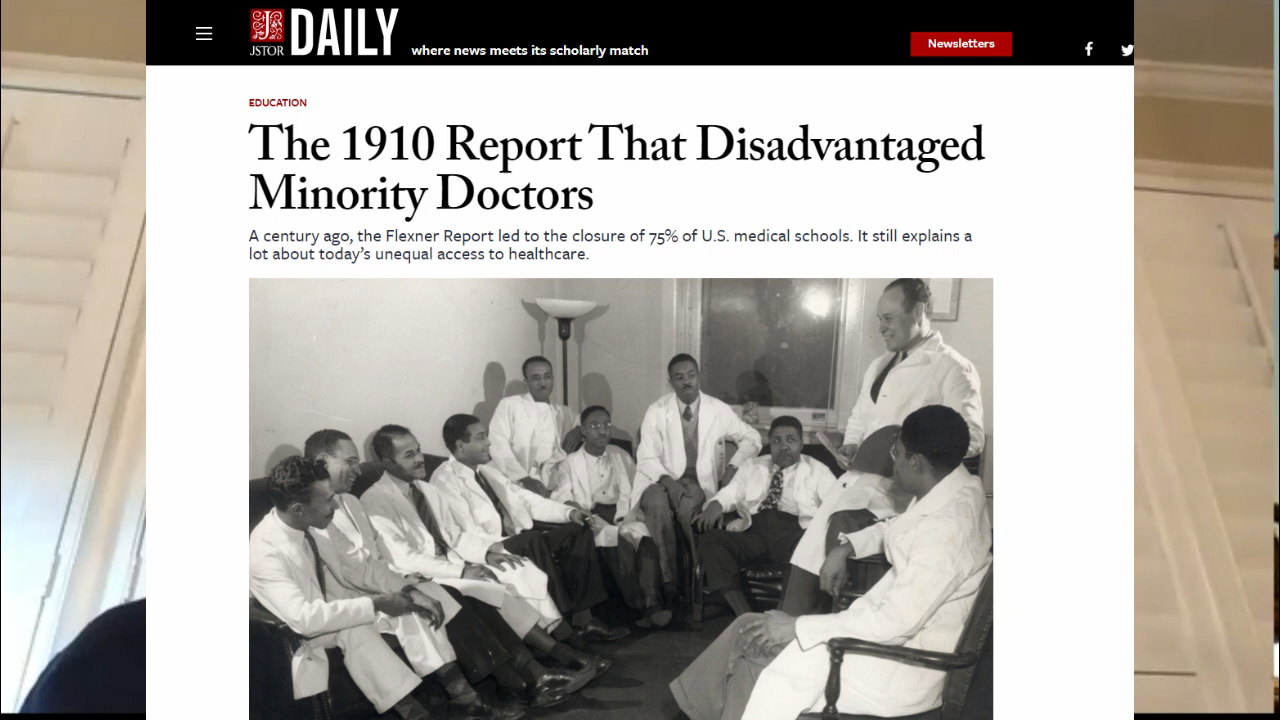 JSTOR DAILY where news meets its scholarly match
Newsletters
EDUCATION
The 1910 Report That Disadvantaged
Minority Doctors
A century ago, the Flexner Report led to the closure of 75% of U.S. medical schools. It still explains a
lot about today's unequal access to healthcare.